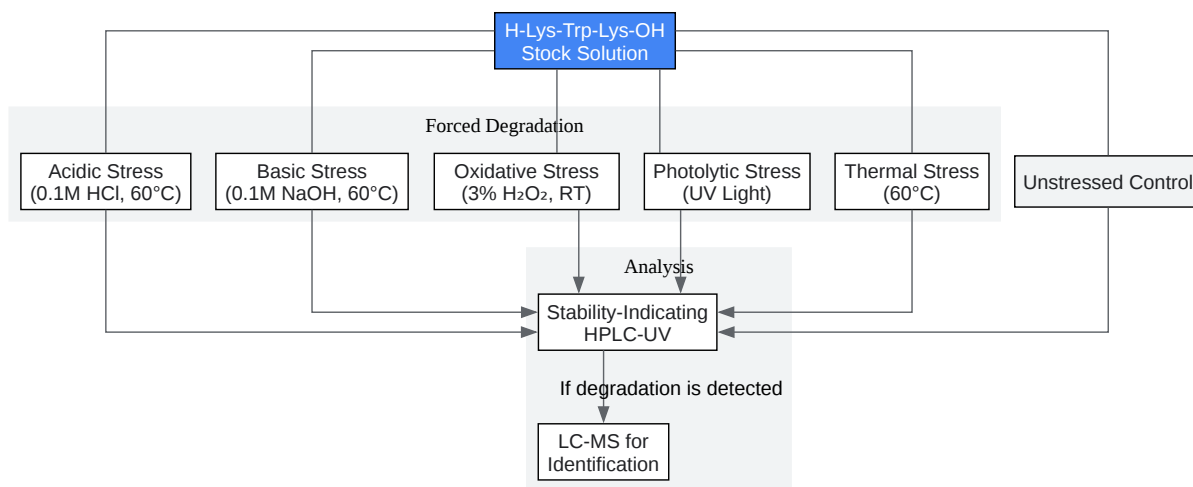 H-Lys-Trp-Lys-OH
Stock Solution
Forced Degradation
Acidic Stress
(0.1M HCl, 60°C)
Basic Stress
(0.1M NaOH, 60°C)
Oxidative Stress
(3% H₂O₂, RT)
Photolytic Stress
(UV Light)
Thermal Stress
(60°C)
Unstressed Control
Analysis
Stability-Indicating
HPLC-UV
If degradation is detected
LC-MS for
Identification